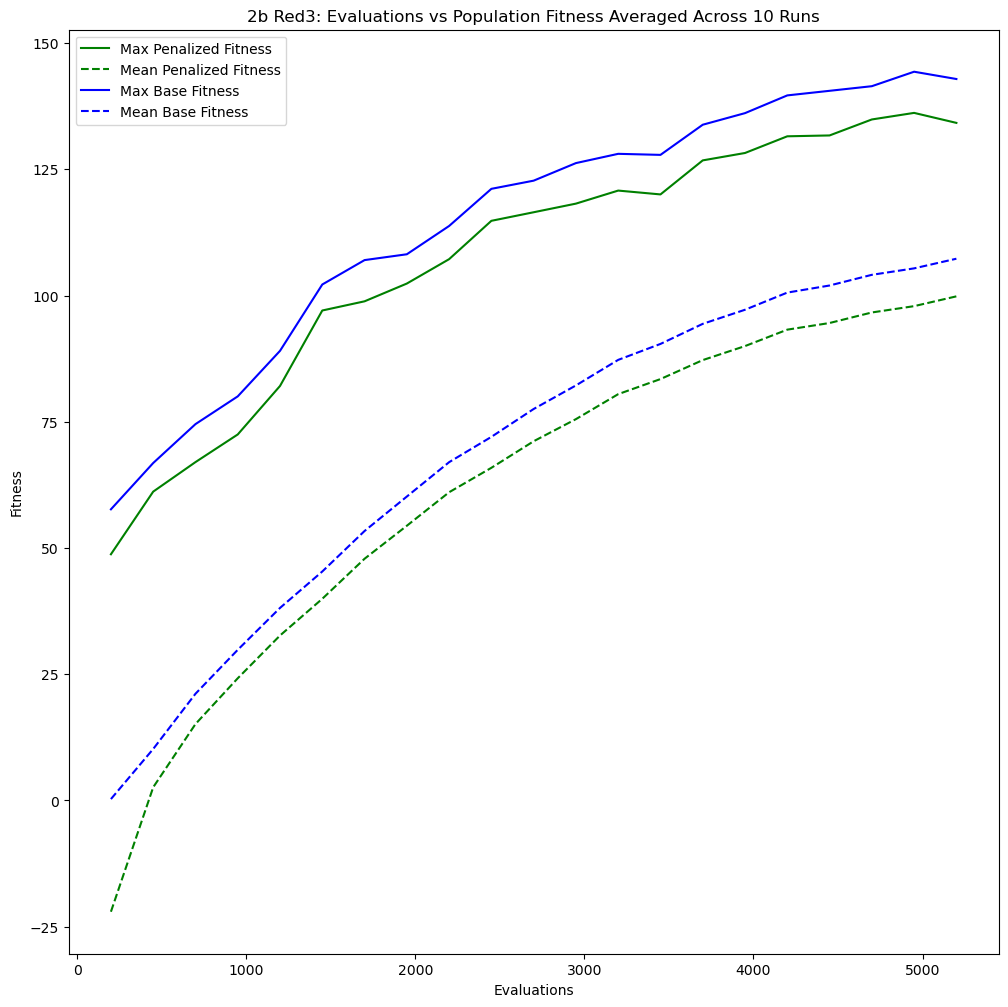 2b Red3: Evaluations vs Population Fitness Averaged Across 10 Runs
Max Penalized Fitness
Mean Penalized Fitness
Max Base Fitness
Mean Base Fitness
Fitness
150
125
100
75
50
25
0
−25
0 1000 2000 3000 4000 5000
Evaluations